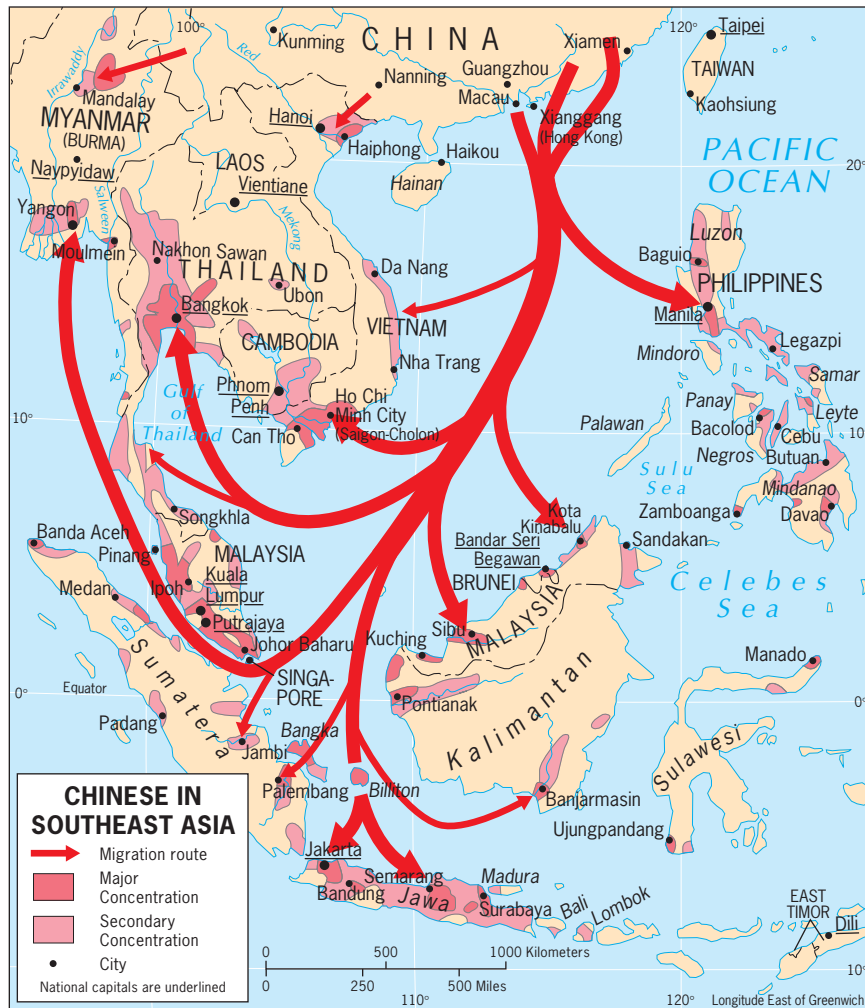 100°
120°
Taipei
Kunming
CHINA
Xiamen
Red
Irrawaddy
Nanning
Guangzhou
TAIWAN
Mandalay
Macau
Kaohsiung
MYANMAR
(BURMA)
Hanoi
Xianggang
(Hong Kong)
Haiphong
Haikou
PACIFIC
OCEAN
LAOS
20°
Naypyidaw
Vientiane
Hainan
Salween
Mekong
Yangon
Luzon
Moulmein
Nakhon Sawan
Da Nang
Baguio
THAILAND
PHILIPPINES
Ubon
Bangkok
VIETNAM
Manila
CAMBODIA
Legazpi
Mindoro
Nha Trang
Samar
Gulf
of
Thailand
Phnom
Penh
Ho Chi
Minh City
(Saigon-Cholon)
Panay
Leyte
10°
Palawan
Bacolod
10
Can Tho
Cebu
Negros
Butuan
Sulu
Sea
Mindanao
Songkhla
Kota
Kinabalu
Zamboanga
Davao
Banda Aceh
Bandar Seri
Begawan
Sandakan
Pinang
MALAYSIA
BRUNEI
Celebes
Sea
Medan
Ipoh
Kuala
Lumpur
MALAYSIA
Putrajaya
Sibu
Johor Baharu
Kuching
Manado
Sumatera
SINGA-
PORE
0°
Equator
Pontianak
0°
Padang
Bangka
Kalimantan
Jambi
Sulawesi
Palembang
Billiton
Banjarmasin
Ujungpandang
CHINESE IN
SOUTHEAST ASIA
Migration route
Major
Concentration
Secondary
Concentration
City
National capitals are underlined
Jakarta
Semarang
Madura
Bandung
Jawa
Surabaya
Bali
Lombok
EAST
TIMOR
Dili
0 500 1000 Kilometers
0 250 500 Miles
10°
110°
120°
Longitude East of Greenwich